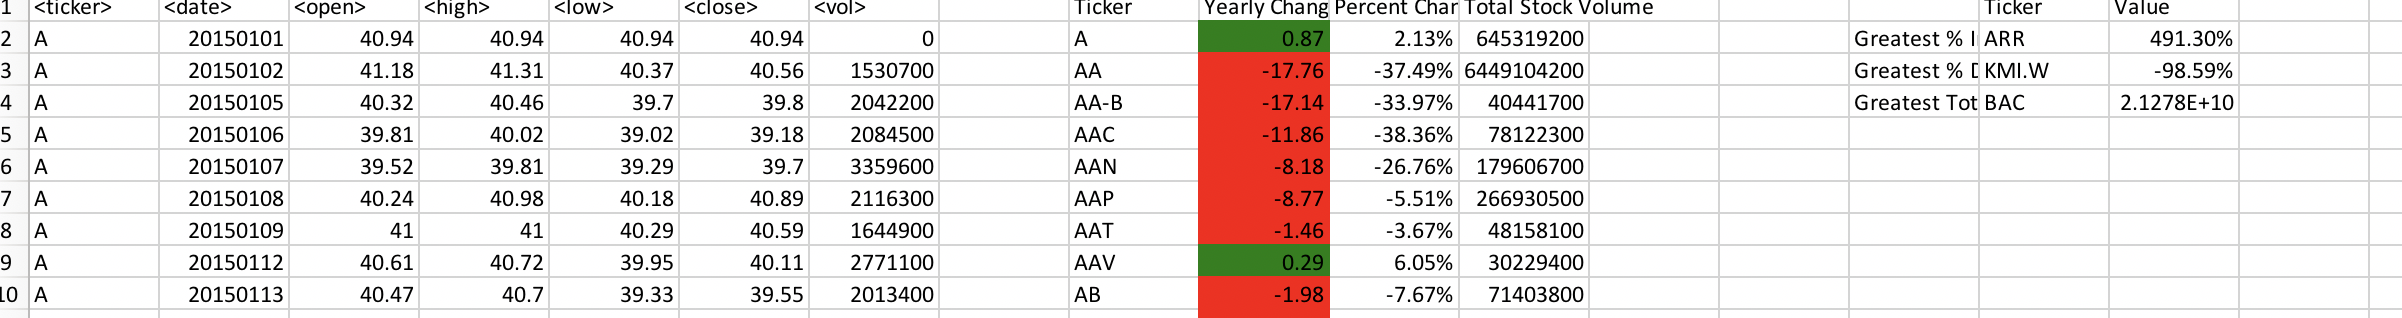 1 <ticker> <date> <open> <high> <low> <close> <vol> Ticker Yearly Chang Percent Char Total Stock Volume Ticker Value
2 A 20150101 40.94 40.94 40.94 40.94 0 A 0.87 2.13% 645319200 Greatest % I ARR 491.30%
3 A 20150102 41.18 41.31 40.37 40.56 1530700 AA -17.76 -37.49% 6449104200 Greatest % D KMI.W -98.59%
4 A 20150105 40.32 40.46 39.7 39.8 2042200 AA-B -17.14 -33.97% 40441700 Greatest Tot BAC 2.1278E+10
5 A 20150106 39.81 40.02 39.02 39.18 2084500 AAC -11.86 -38.36% 78122300
6 A 20150107 39.52 39.81 39.29 39.7 3359600 AAN -8.18 -26.76% 179606700
7 A 20150108 40.24 40.98 40.18 40.89 2116300 AAP -8.77 -5.51% 266930500
8 A 20150109 41 41 40.29 40.59 1644900 AAT -1.46 -3.67% 48158100
9 A 20150112 40.61 40.72 39.95 40.11 2771100 AAV 0.29 6.05% 30229400
10 A 20150113 40.47 40.7 39.33 39.55 2013400 AB -1.98 -7.67% 71403800